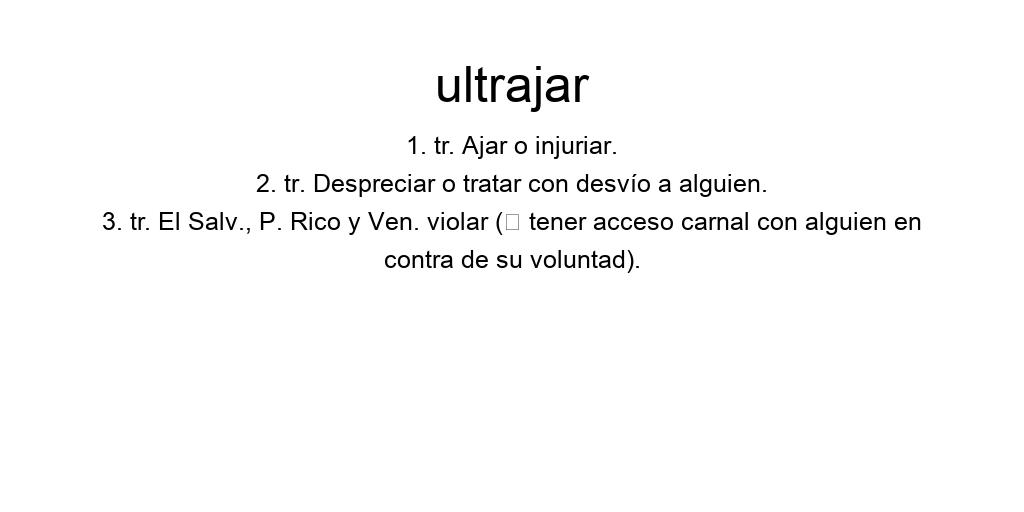 ultrajar
1. tr. Ajar o injuriar.
2. tr. Despreciar o tratar con desvío a alguien.
3. tr. El Salv., P. Rico y Ven. violar (□ tener acceso carnal con alguien en
contra de su voluntad).